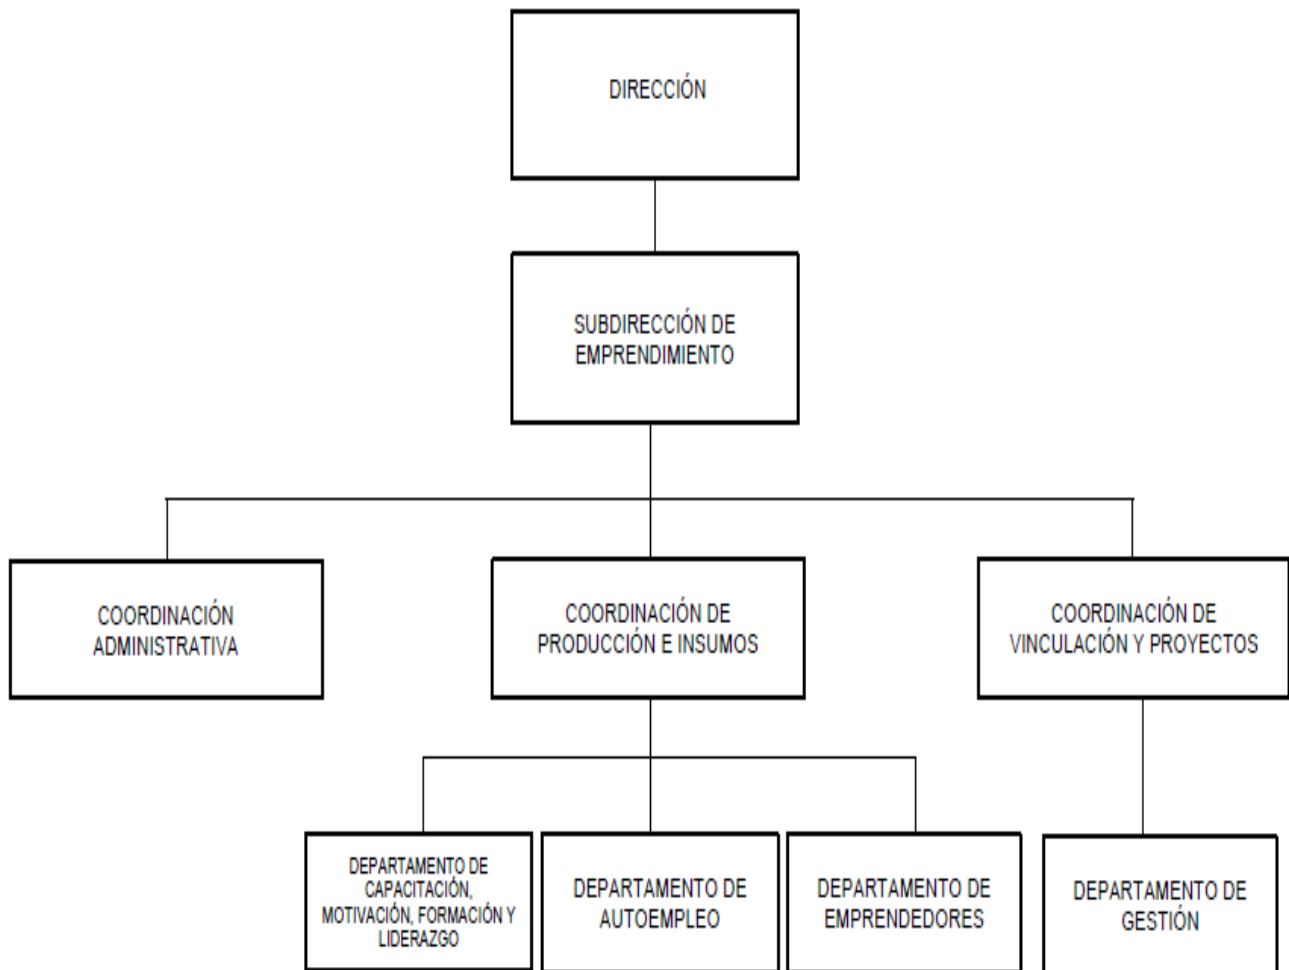 DIRECCIÓN
SUBDIRECCIÓN DE
EMPRENDIMIENTO
COORDINACIÓN
ADMINISTRATIVA
COORDINACIÓN DE
PRODUCCIÓN E INSUMOS
COORDINACIÓN DE
VINCULACIÓN Y PROYECTOS
DEPARTAMENTO DE
CAPACITACIÓN,
MOTIVACIÓN, FORMACIÓN Y
LIDERAZGO
DEPARTAMENTO DE
AUTOEMPLEO
DEPARTAMENTO DE
EMPRENDEDORES
DEPARTAMENTO DE
GESTIÓN